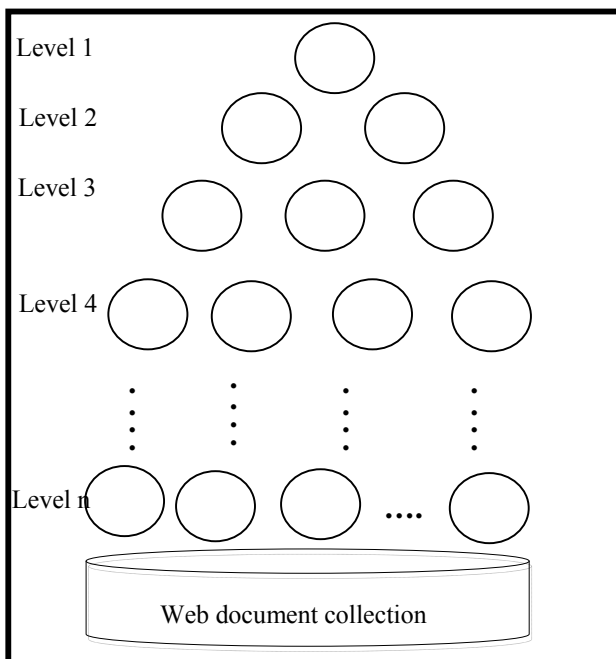 Level 1
Level 2
Level 3
Level 4
Level n
....
Web document collection